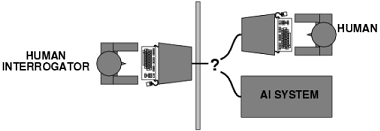 HUMAN
INTERROGATOR
?
HUMAN
AI SYSTEM